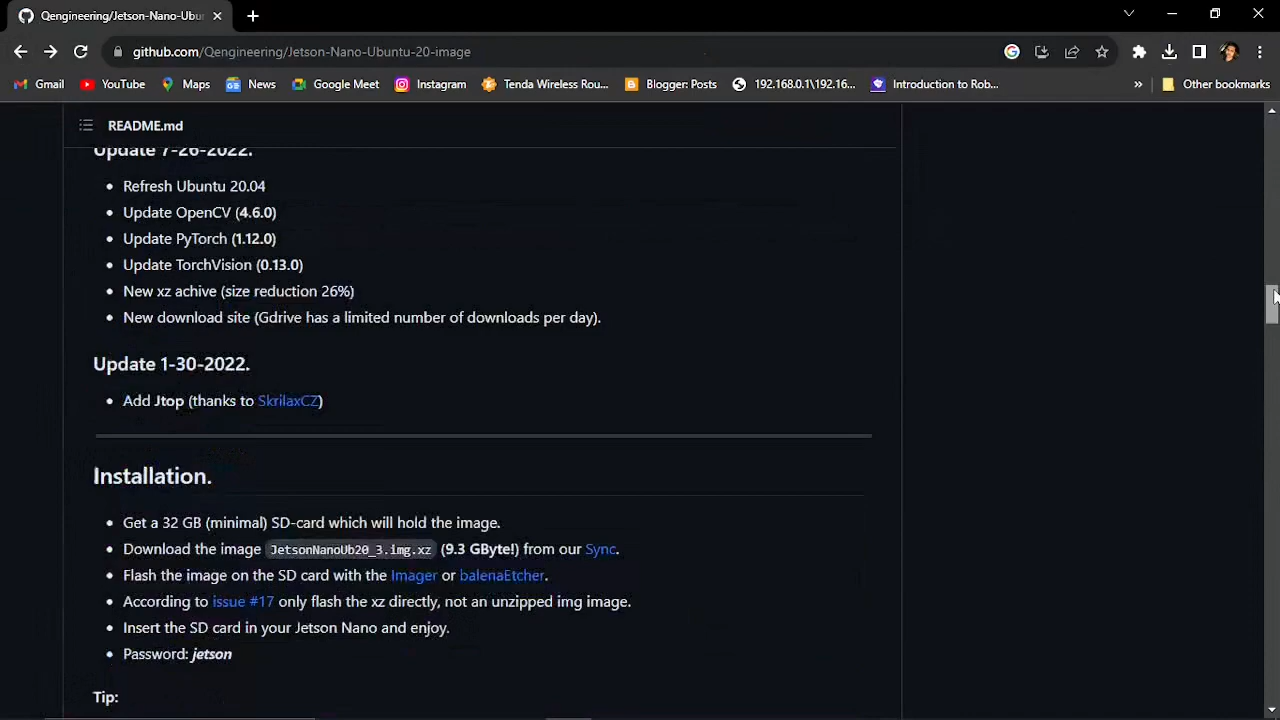 Qengineering/Jetson-Nano-Ubu
github.com/Qengineering/Jetson-Nano-Ubuntu-20-image
Gmail YouTube Maps News Google Meet Instagram Tenda Wireless Rou... Blogger: Posts 192.168.0.1\192.16... Introduction to Rob... » Other bookmarks
README.md
Update 7-26-2022.
Refresh Ubuntu 20.04
Update OpenCV (4.6.0)
Update PyTorch (1.12.0)
Update TorchVision (0.13.0)
New xz achive (size reduction 26%)
New download site (Gdrive has a limited number of downloads per day).
Update 1-30-2022.
Add Jtop (thanks to SkrilaxCZ)
Installation.
Get a 32 GB (minimal) SD-card which will hold the image.
Download the image JetsonNanoUb20_3.img.xz (9.3 GByte!) from our Sync.
Flash the image on the SD card with the Imager or balenaEtcher.
According to issue #17 only flash the xz directly, not an unzipped img image.
Insert the SD card in your Jetson Nano and enjoy.
Password: jetson
Tip: